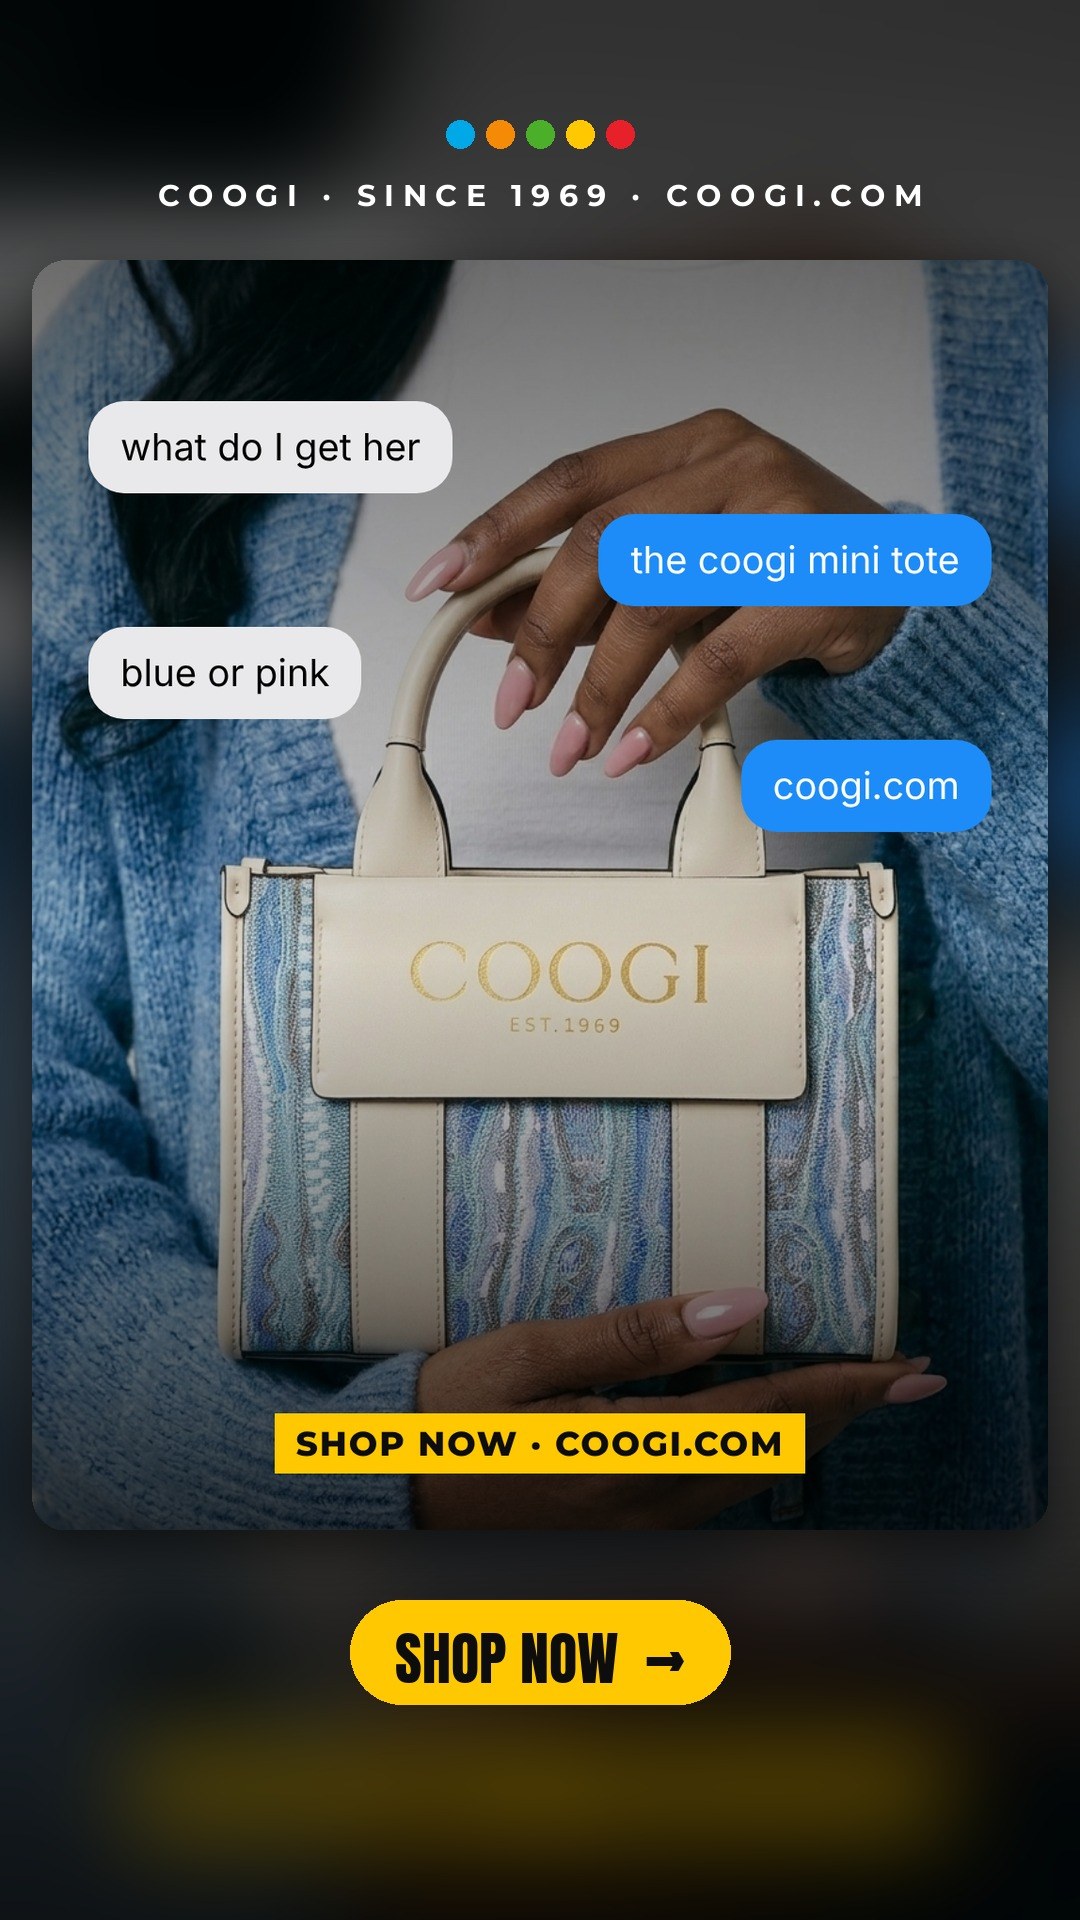 COOGI · SINCE 1969 · COOGI.COM
what do I get her
the coogi mini tote
blue or pink
coogi.com
COOGI
EST.1969
SHOP NOW · COOGI.COM
SHOP NOW →